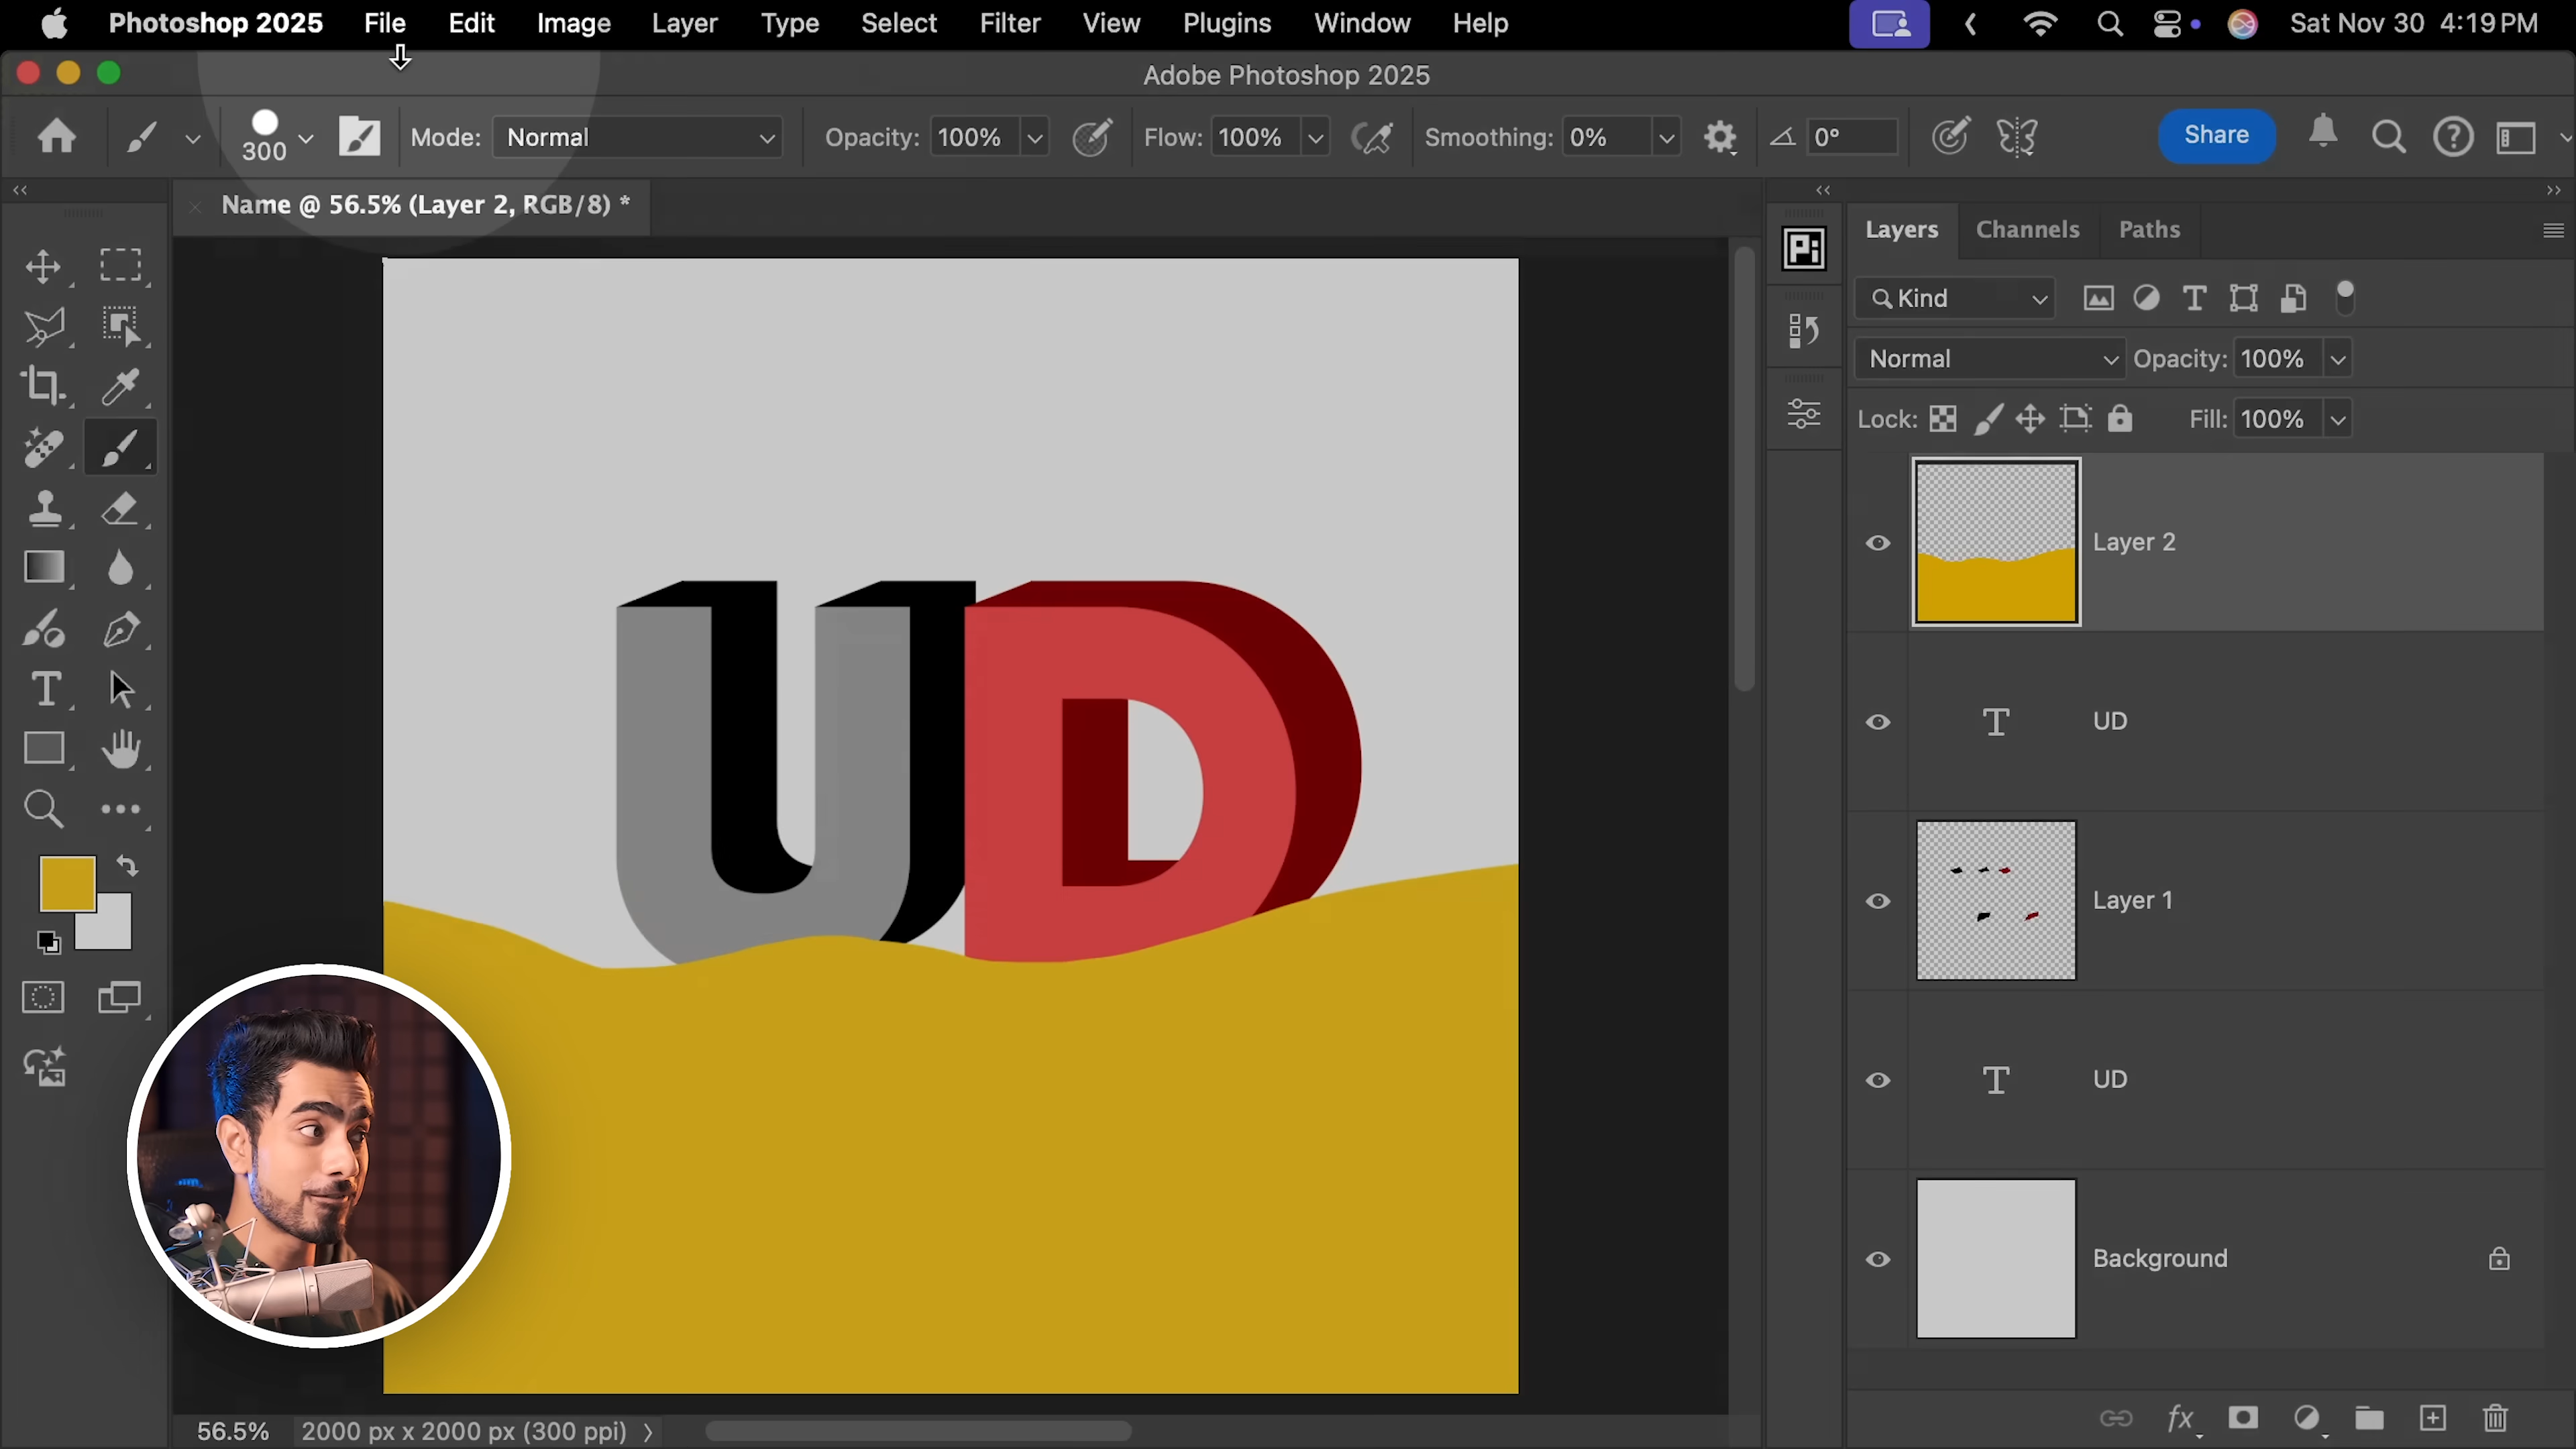 Photoshop 2025 File Edit Image Layer Type Select Filter View Plugins Window Help Sat Nov 30 4:19 PM
Adobe Photoshop 2025
300 Mode: Normal Opacity: 100% Flow: 100% Smoothing: 0% 0° Share
Name @ 56.5% (Layer 2, RGB/8) *
Layers Channels Paths
Pi
Kind
Normal Opacity: 100%
Lock: Fill: 100%
Layer 2
UD
Layer 1
UD
Background
UD
56.5% 2000 px x 2000 px (300 ppi)
fx